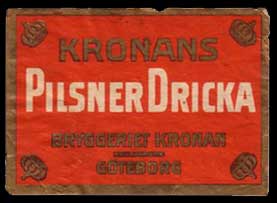 KRONANS
PILSNER DRICKA
BRYGGERIET KRONAN
GÖTEBORG